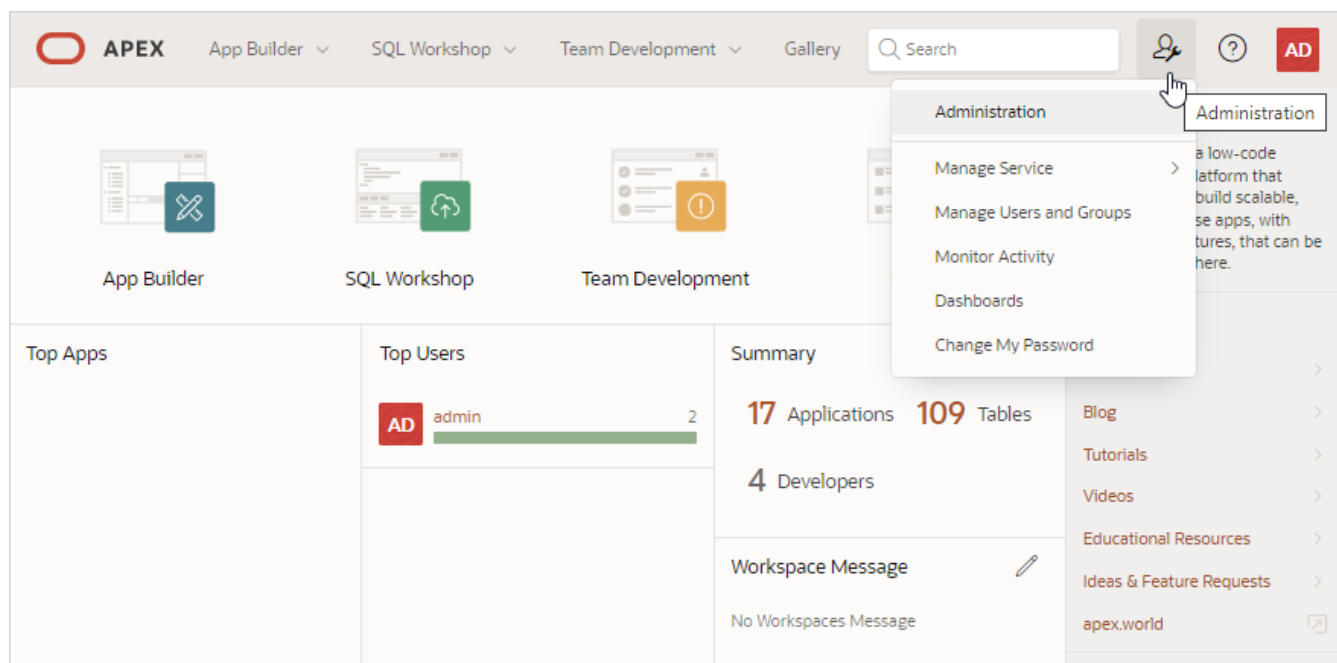 APEX
App Builder
SQL Workshop
Team Development
Gallery
Search
AD
Administration
Administration
Manage Service
Manage Users and Groups
Monitor Activity
Dashboards
Change My Password
a low-code
latform that
build scalable,
se apps, with
tures, that can be
here.
App Builder
SQL Workshop
Team Development
Top Apps
Top Users
AD
admin
2
Summary
17 Applications 109 Tables
4 Developers
Workspace Message
No Workspaces Message
Blog
Tutorials
Videos
Educational Resources
Ideas & Feature Requests
apex.world